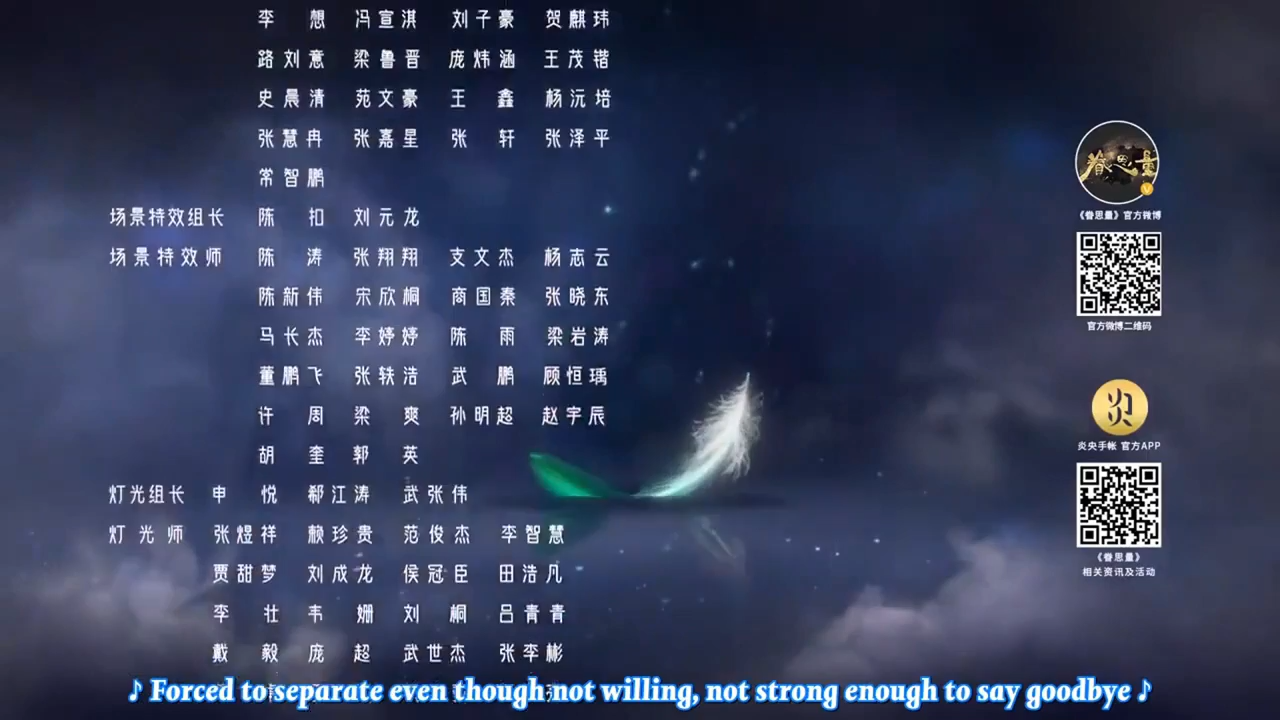 李想 冯宣淇 刘子豪 贺麒玮
路刘意 梁鲁晋 庞炜涵 王茂锴
史晨清 苑文豪 王鑫 杨沅培
张慧冉 张嘉星 张轩 张泽平
常智鹏
场景特效组长 陈扣 刘元龙
场景特效师 陈涛 张翔翔 支文杰 杨志云
陈新伟 宋欣桐 商国秦 张晓东
马长杰 李婷婷 陈雨 梁岩涛
董鹏飞 张轶浩 武鹏 顾恒瑀
许周 梁爽 孙明超 赵宇辰
胡奎 郭英
灯光组长 申悦 郗江涛 武张伟
灯光师 张煜祥 赖珍贵 范俊杰 李智慧
贾甜梦 刘成龙 侯冠臣 田浩凡
李壮 韦姗 刘桐 吕青青
戴毅 庞超 武世杰 张李彬
♪ Forced to separate even though not willing, not strong enough to say goodbye ♪
眷思量
《眷思量》官方微博
官方微博二维码
炎央手帐 官方APP
《眷思量》
相关资讯及活动